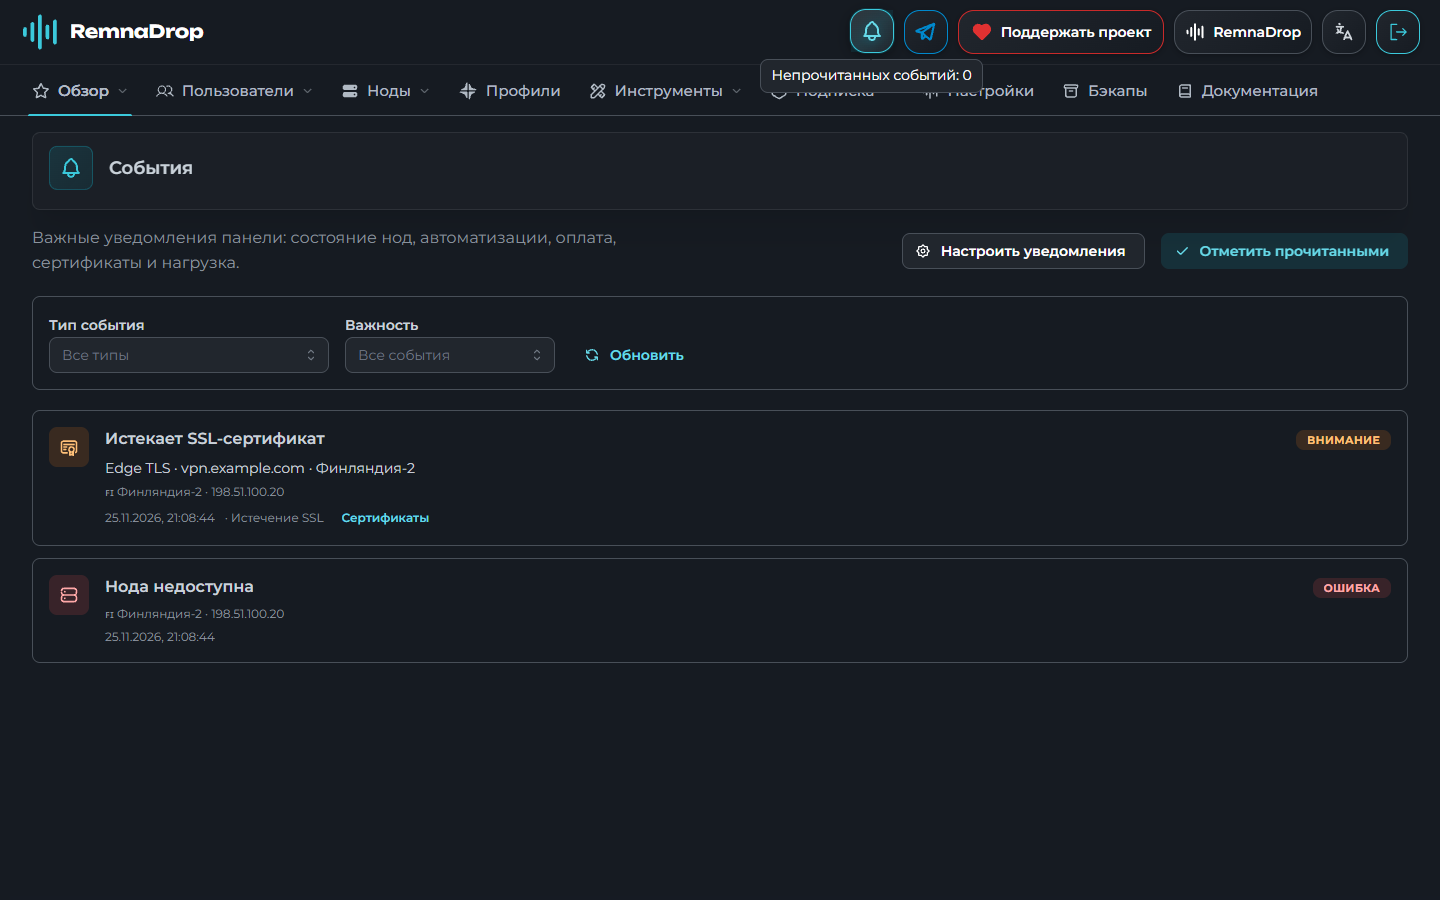 RemnaDrop
Поддержать проект
RemnaDrop
Непрочитанных событий: 0
Обзор
Пользователи
Ноды
Профили
Инструменты
Подписка
Настройки
Бэкапы
Документация
События
Важные уведомления панели: состояние нод, автоматизации, оплата,
сертификаты и нагрузка.
Настроить уведомления
Отметить прочитанными
Тип события
Важность
Все типы
Все события
Обновить
Истекает SSL-сертификат
ВНИМАНИЕ
Edge TLS · vpn.example.com · Финляндия-2
FI Финляндия-2 · 198.51.100.20
25.11.2026, 21:08:44 · Истечение SSL Сертификаты
Нода недоступна
ОШИБКА
FI Финляндия-2 · 198.51.100.20
25.11.2026, 21:08:44